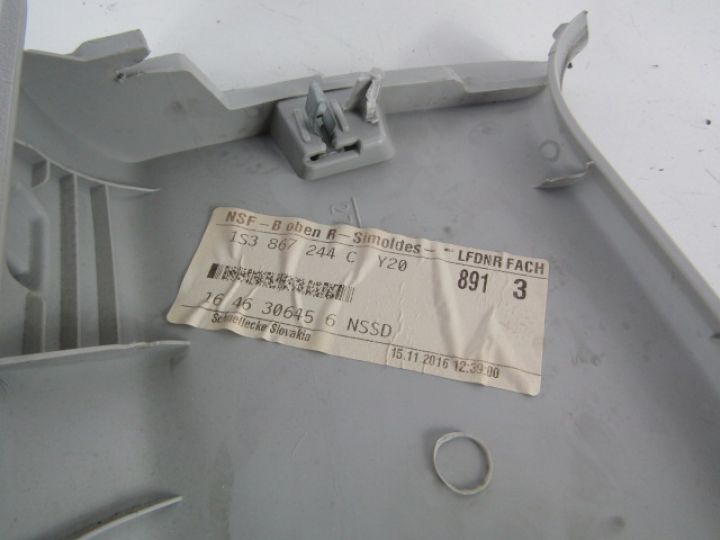 NSF - B oben R - Simoldes -
LFDNR FACH
1S3 867 244 C Y20
891 3
16 46 30645 6 NSSD
Schnellecke Slovakia
15.11.2016 12:39:00